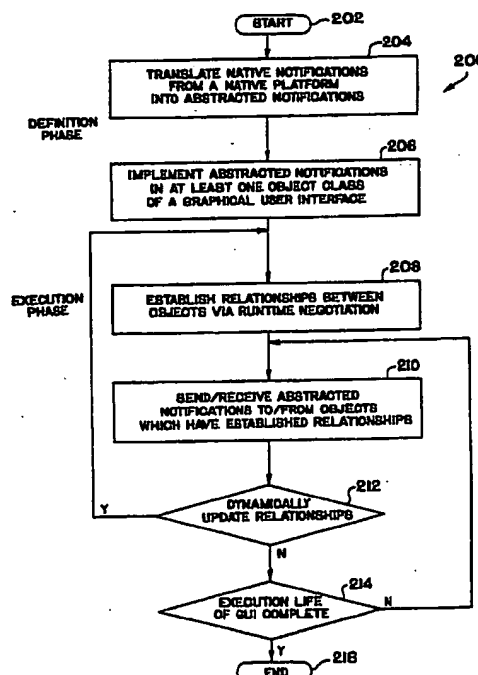 START
202
204
200
TRANSLATE NATIVE NOTIFICATIONS
FROM A NATIVE PLATFORM
INTO ABSTRACTED NOTIFICATIONS
DEFINITION
PHASE
206
IMPLEMENT ABSTRACTED NOTIFICATIONS
IN AT LEAST ONE OBJECT CLASS
OF A GRAPHICAL USER INTERFACE
EXECUTION
PHASE
208
ESTABLISH RELATIONSHIPS BETWEEN
OBJECTS VIA RUNTIME NEGOTIATION
210
SEND/RECEIVE ABSTRACTED
NOTIFICATIONS TO/FROM OBJECTS
WHICH HAVE ESTABLISHED RELATIONSHIPS
212
Y
DYNAMICALLY
UPDATE RELATIONSHIPS
N
214
EXECUTION LIFE
OF GUI COMPLETE
N
Y
END
216